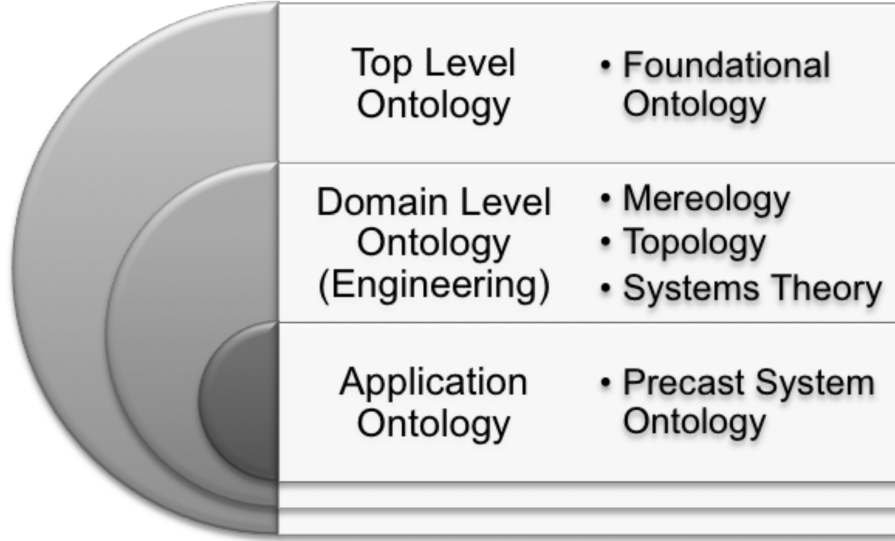 Top Level
Ontology
• Foundational
Ontology
Domain Level
Ontology
(Engineering)
• Mereology
• Topology
• Systems Theory
Application
Ontology
• Precast System
Ontology